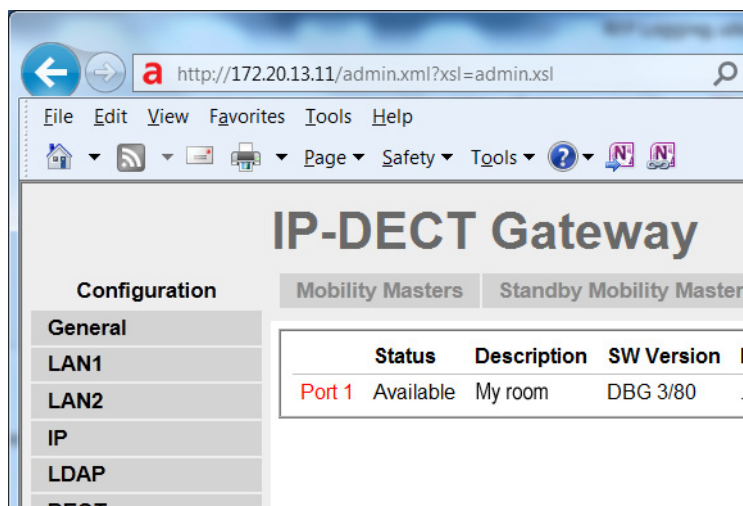 a http://172.20.13.11/admin.xml?xsl=admin.xsl
File Edit View Favorites Tools Help
Page Safety Tools
IP-DECT Gateway
Configuration
Mobility Masters Standby Mobility Master
General
Status Description SW Version
LAN1
Port 1 Available My room DBG 3/80
LAN2
IP
LDAP